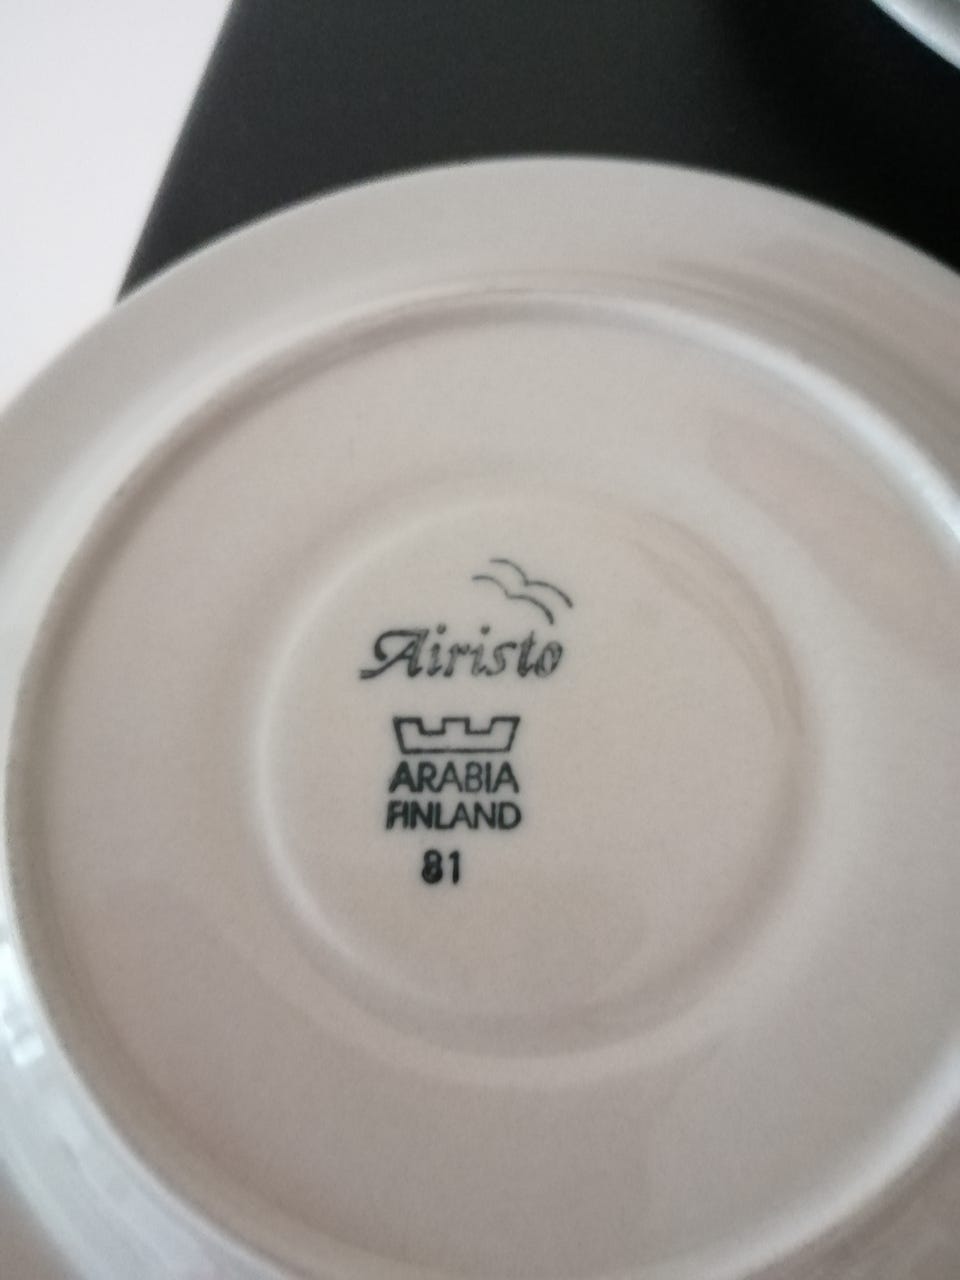 Airisto
ARABIA
FINLAND
81